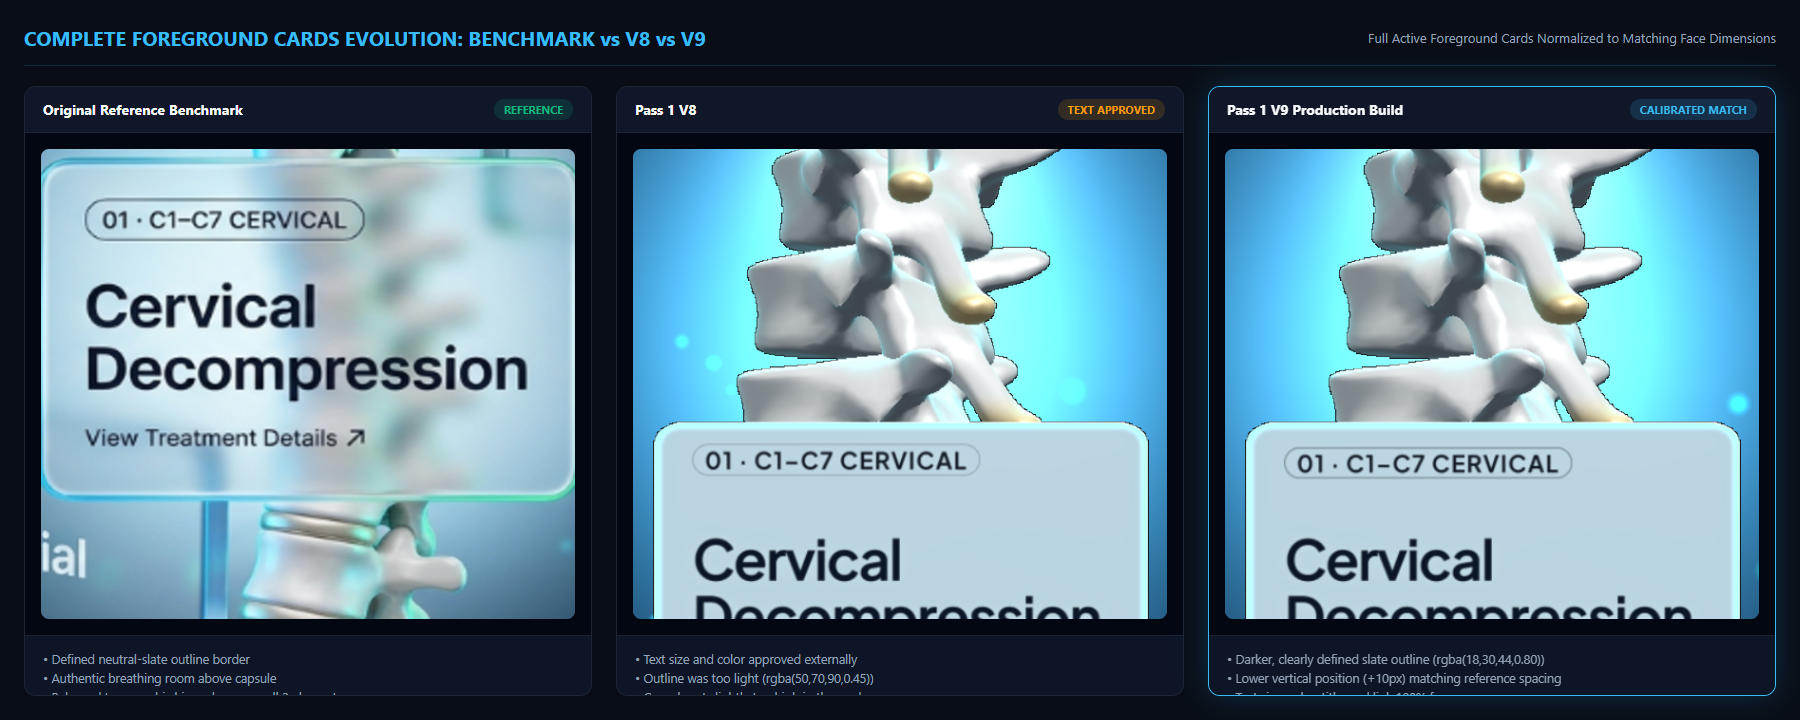 COMPLETE FOREGROUND CARDS EVOLUTION: BENCHMARK vs V8 vs V9
Full Active Foreground Cards Normalized to Matching Face Dimensions
Original Reference Benchmark
REFERENCE
01 · C1–C7 CERVICAL
Cervical
Decompression
View Treatment Details ↗
ial
• Defined neutral-slate outline border
• Authentic breathing room above capsule
Pass 1 V8
TEXT APPROVED
01 · C1–C7 CERVICAL
Cervical
Decompression
• Text size and color approved externally
• Outline was too light (rgba(50,70,90,0.45))
Pass 1 V9 Production Build
CALIBRATED MATCH
01 · C1–C7 CERVICAL
Cervical
Decompression
• Darker, clearly defined slate outline (rgba(18,30,44,0.80))
• Lower vertical position (+10px) matching reference spacing